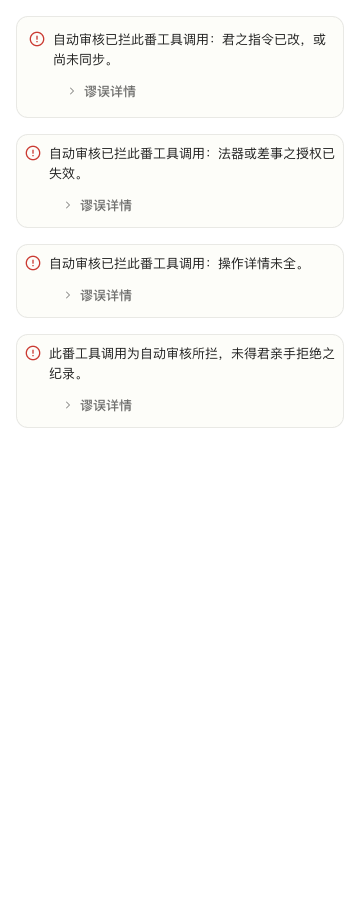 自动审核已拦此番工具调用：君之指令已改，或
尚未同步。
谬误详情
自动审核已拦此番工具调用：法器或差事之授权已
失效。
谬误详情
自动审核已拦此番工具调用：操作详情未全。
谬误详情
此番工具调用为自动审核所拦，未得君亲手拒绝之
纪录。
谬误详情